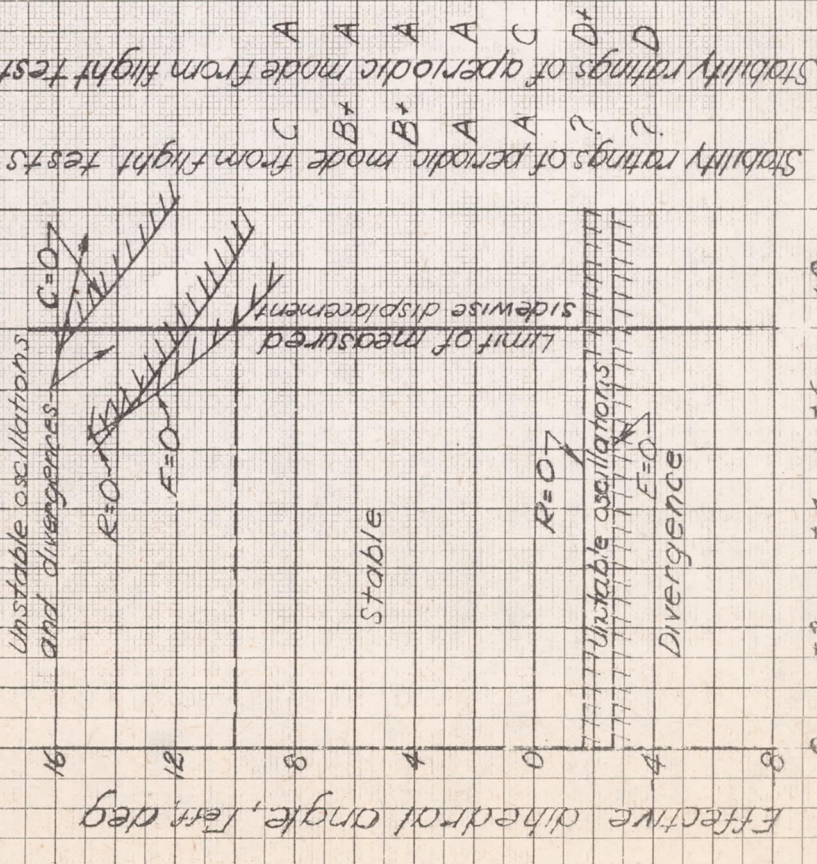 Unstable oscillations
and divergences
C=0
R=0
E=0
Limit of measured
sidewise displacement
Stable
R=0
Unstable oscillations
E=0
Divergence
Stability ratings of periodic mode from flight tests
C B+ B+ A A ? ?
Stability ratings of aperiodic mode from flight test
A A A A C D+ D
Effective dihedral angle, Γeff, deg
16
12
8
4
0
-4
-8